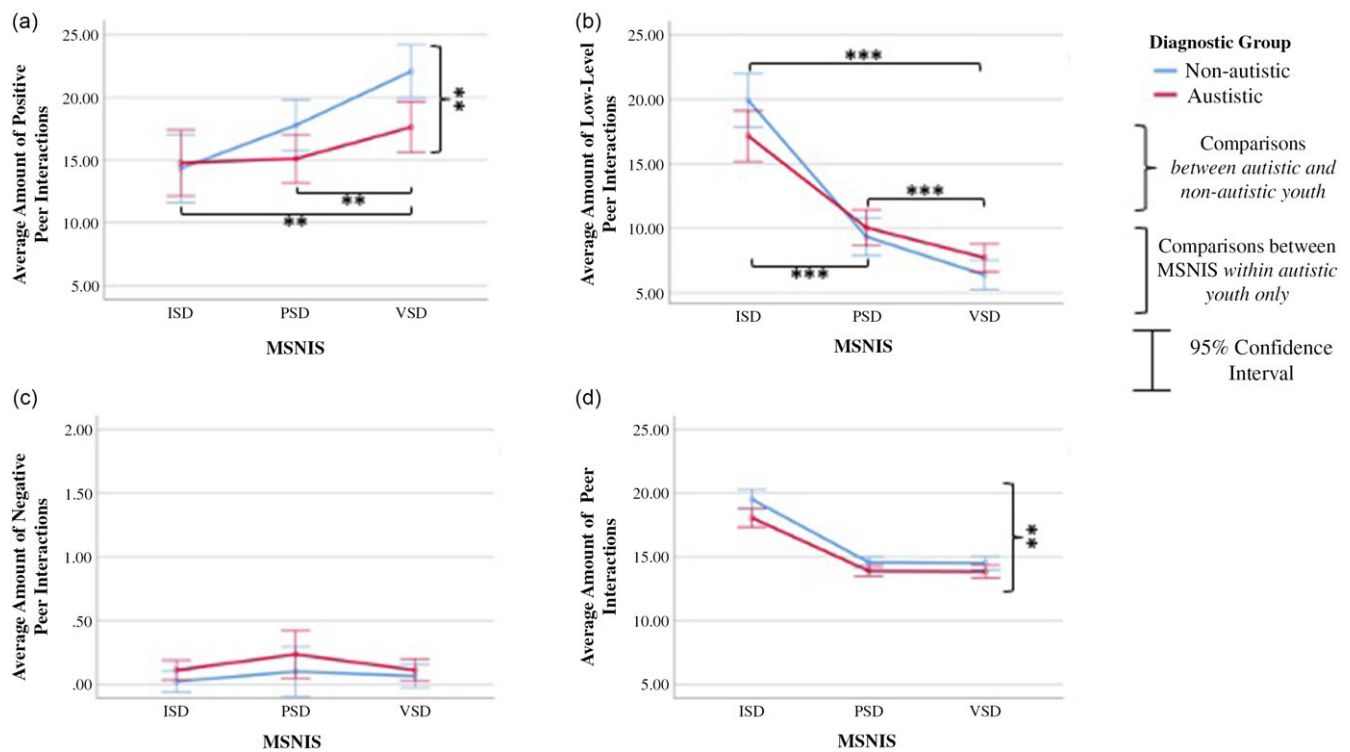 (a)
Average Amount of Positive
Peer Interactions
25.00
20.00
15.00
10.00
5.00
**
**
**
ISD PSD VSD
MSNIS
(b)
Average Amount of Low-Level
Peer Interactions
25.00
20.00
15.00
10.00
5.00
***
***
***
ISD PSD VSD
MSNIS
Diagnostic Group
Non-autistic
Austistic
Comparisons
between autistic and
non-autistic youth
Comparisons between
MSNIS within autistic
youth only
95% Confidence
Interval
(c)
Average Amount of Negative
Peer Interactions
2.00
1.50
1.00
.50
.00
ISD PSD VSD
MSNIS
(d)
Average Amount of Peer
Interactions
25.00
20.00
15.00
10.00
5.00
**
ISD PSD VSD
MSNIS